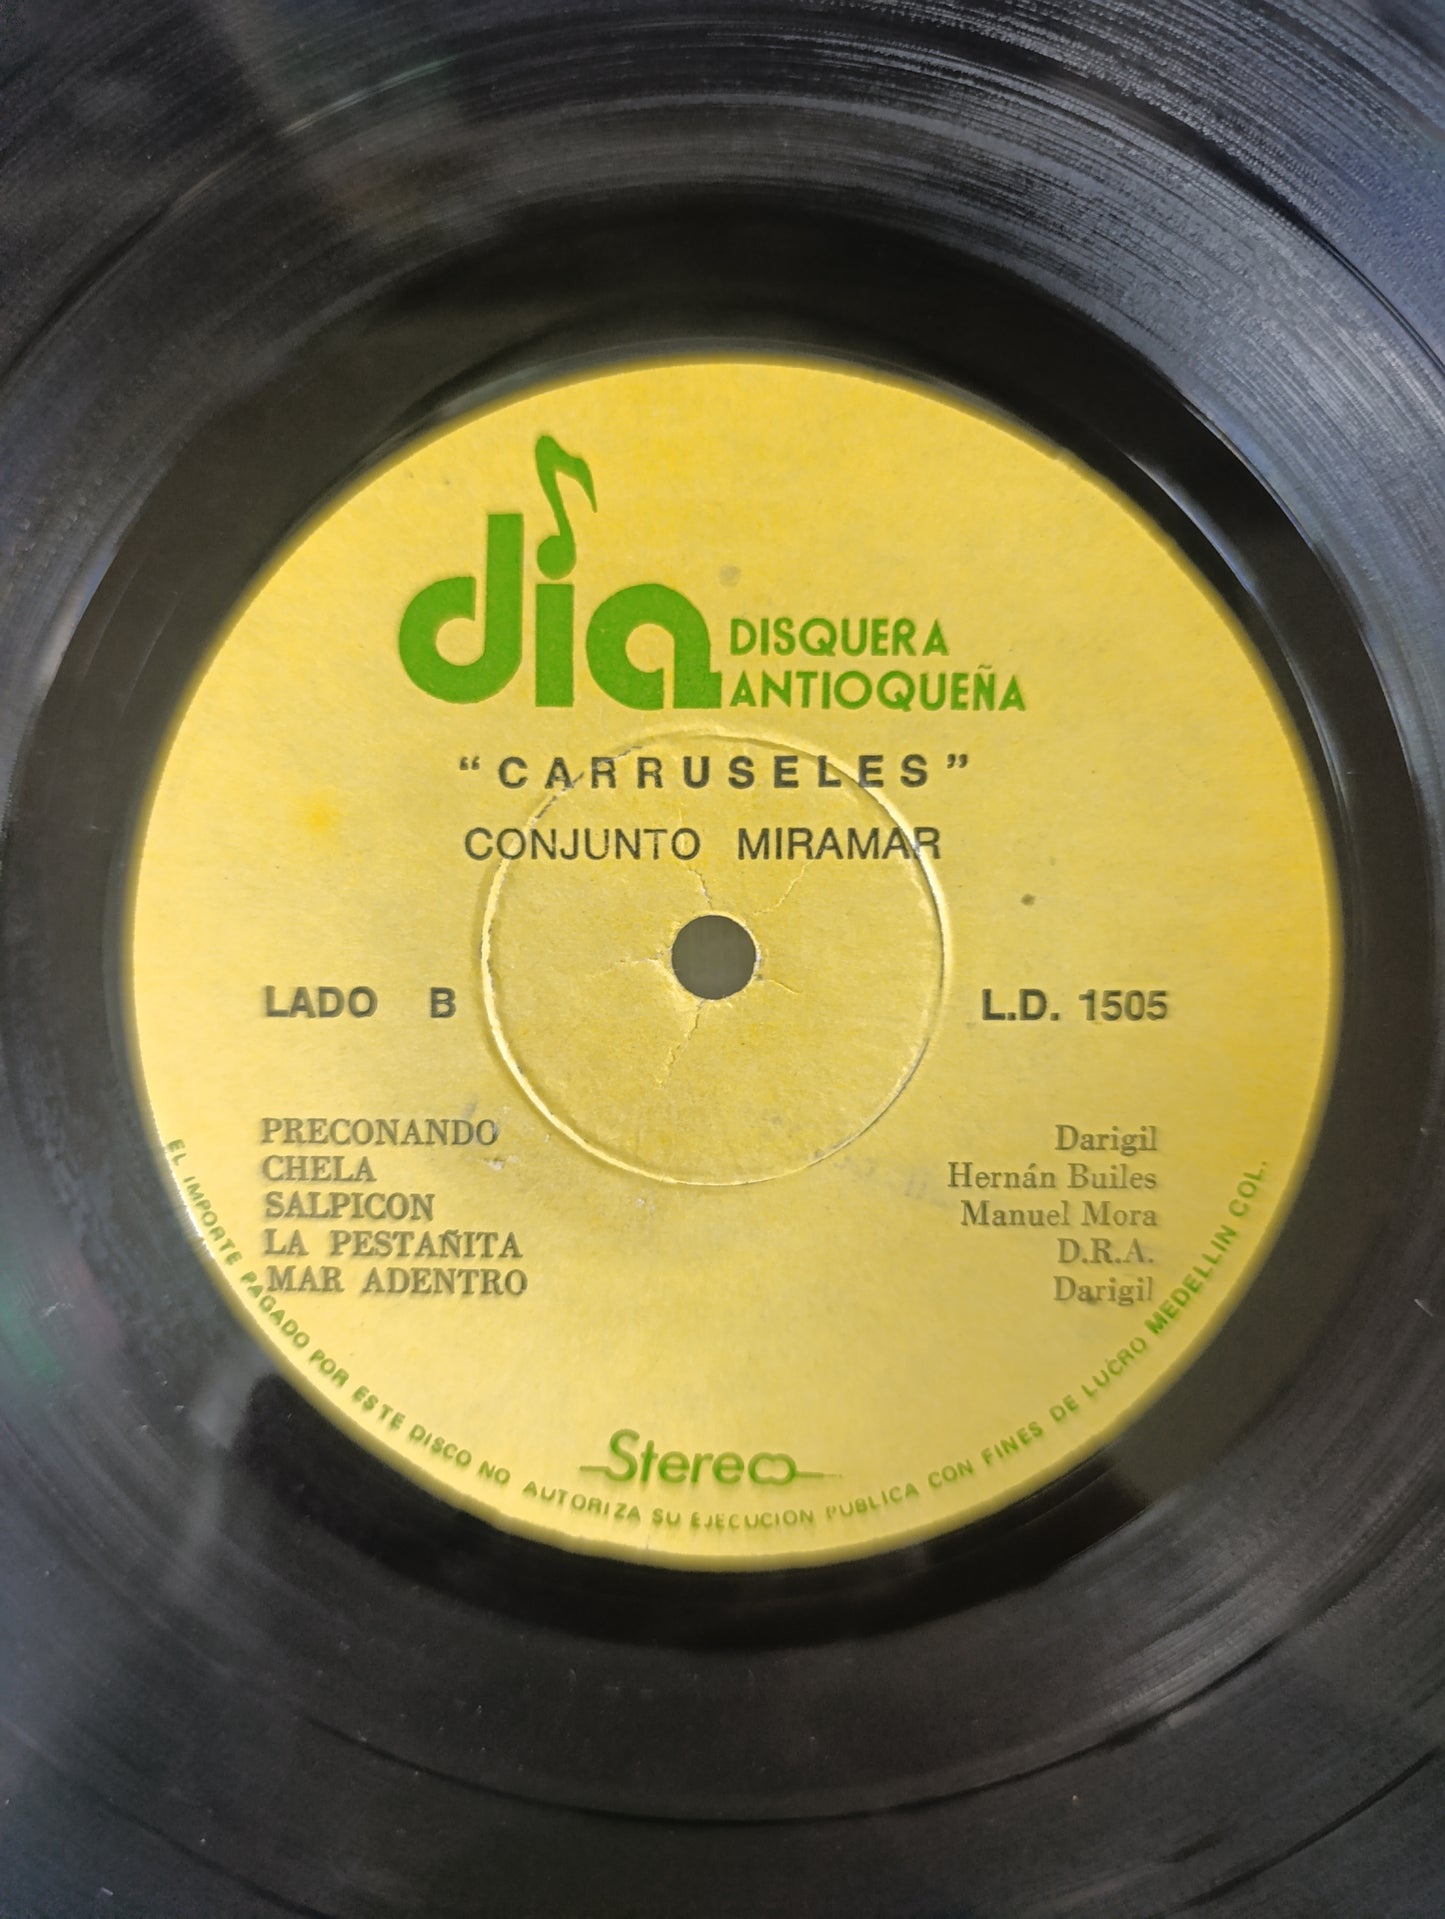 dia DISQUERA
ANTIOQUEÑA
“CARRUSELES”
CONJUNTO MIRAMAR
LADO B
L.D. 1505
PRECONANDO Darigil
CHELA Hernán Builes
SALPICON Manuel Mora
LA PESTAÑITA D.R.A.
MAR ADENTRO Darigil
Stereo
EL IMPORTE PAGADO POR ESTE DISCO NO AUTORIZA SU EJECUCION PUBLICA CON FINES DE LUCRO MEDELLIN COL.